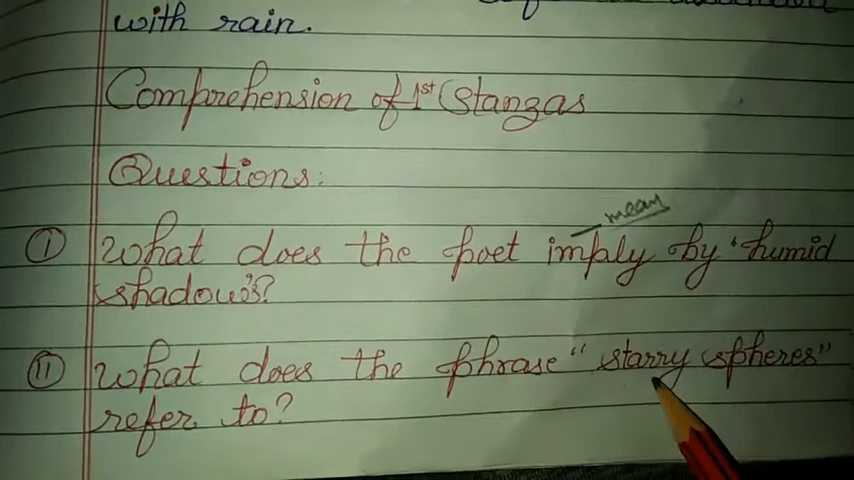 with rain.
Comprehension of 1st Stanzas
Questions:
mean
(i) What does the poet imply by 'humid
shadows?
(ii) What does the phrase "starry spheres"
refer to?